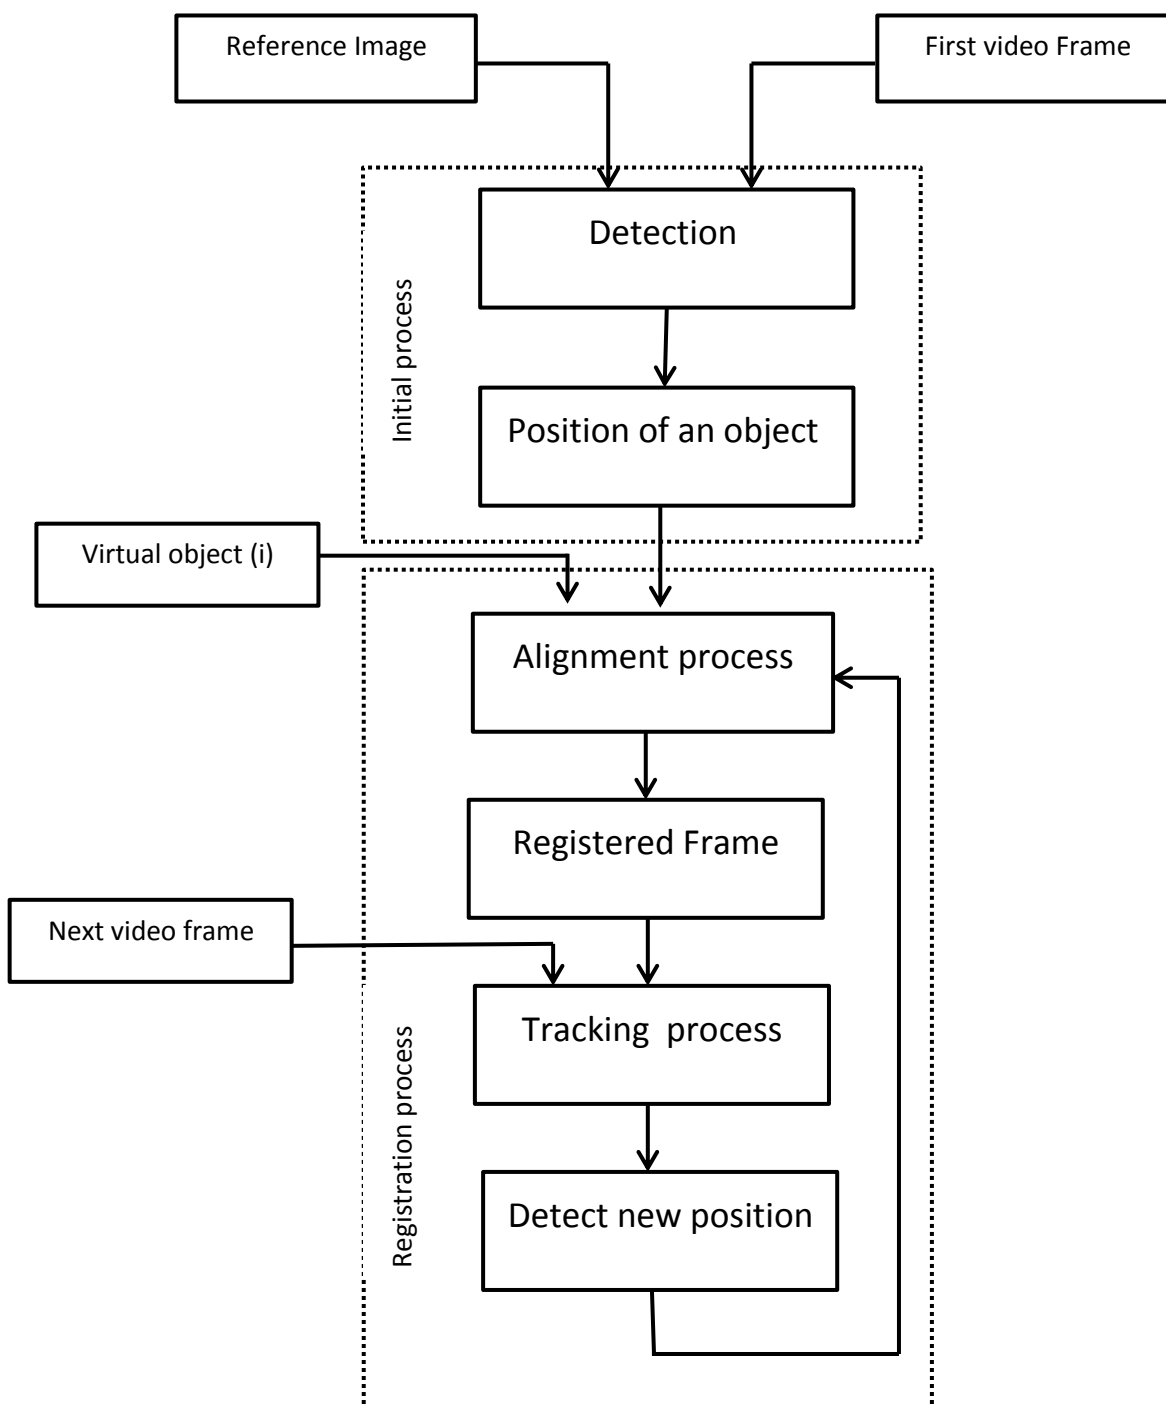 Reference Image
First video Frame
Detection
Initial process
Position of an object
Virtual object (i)
Alignment process
Registered Frame
Next video frame
Tracking  process
Registration process
Detect new position